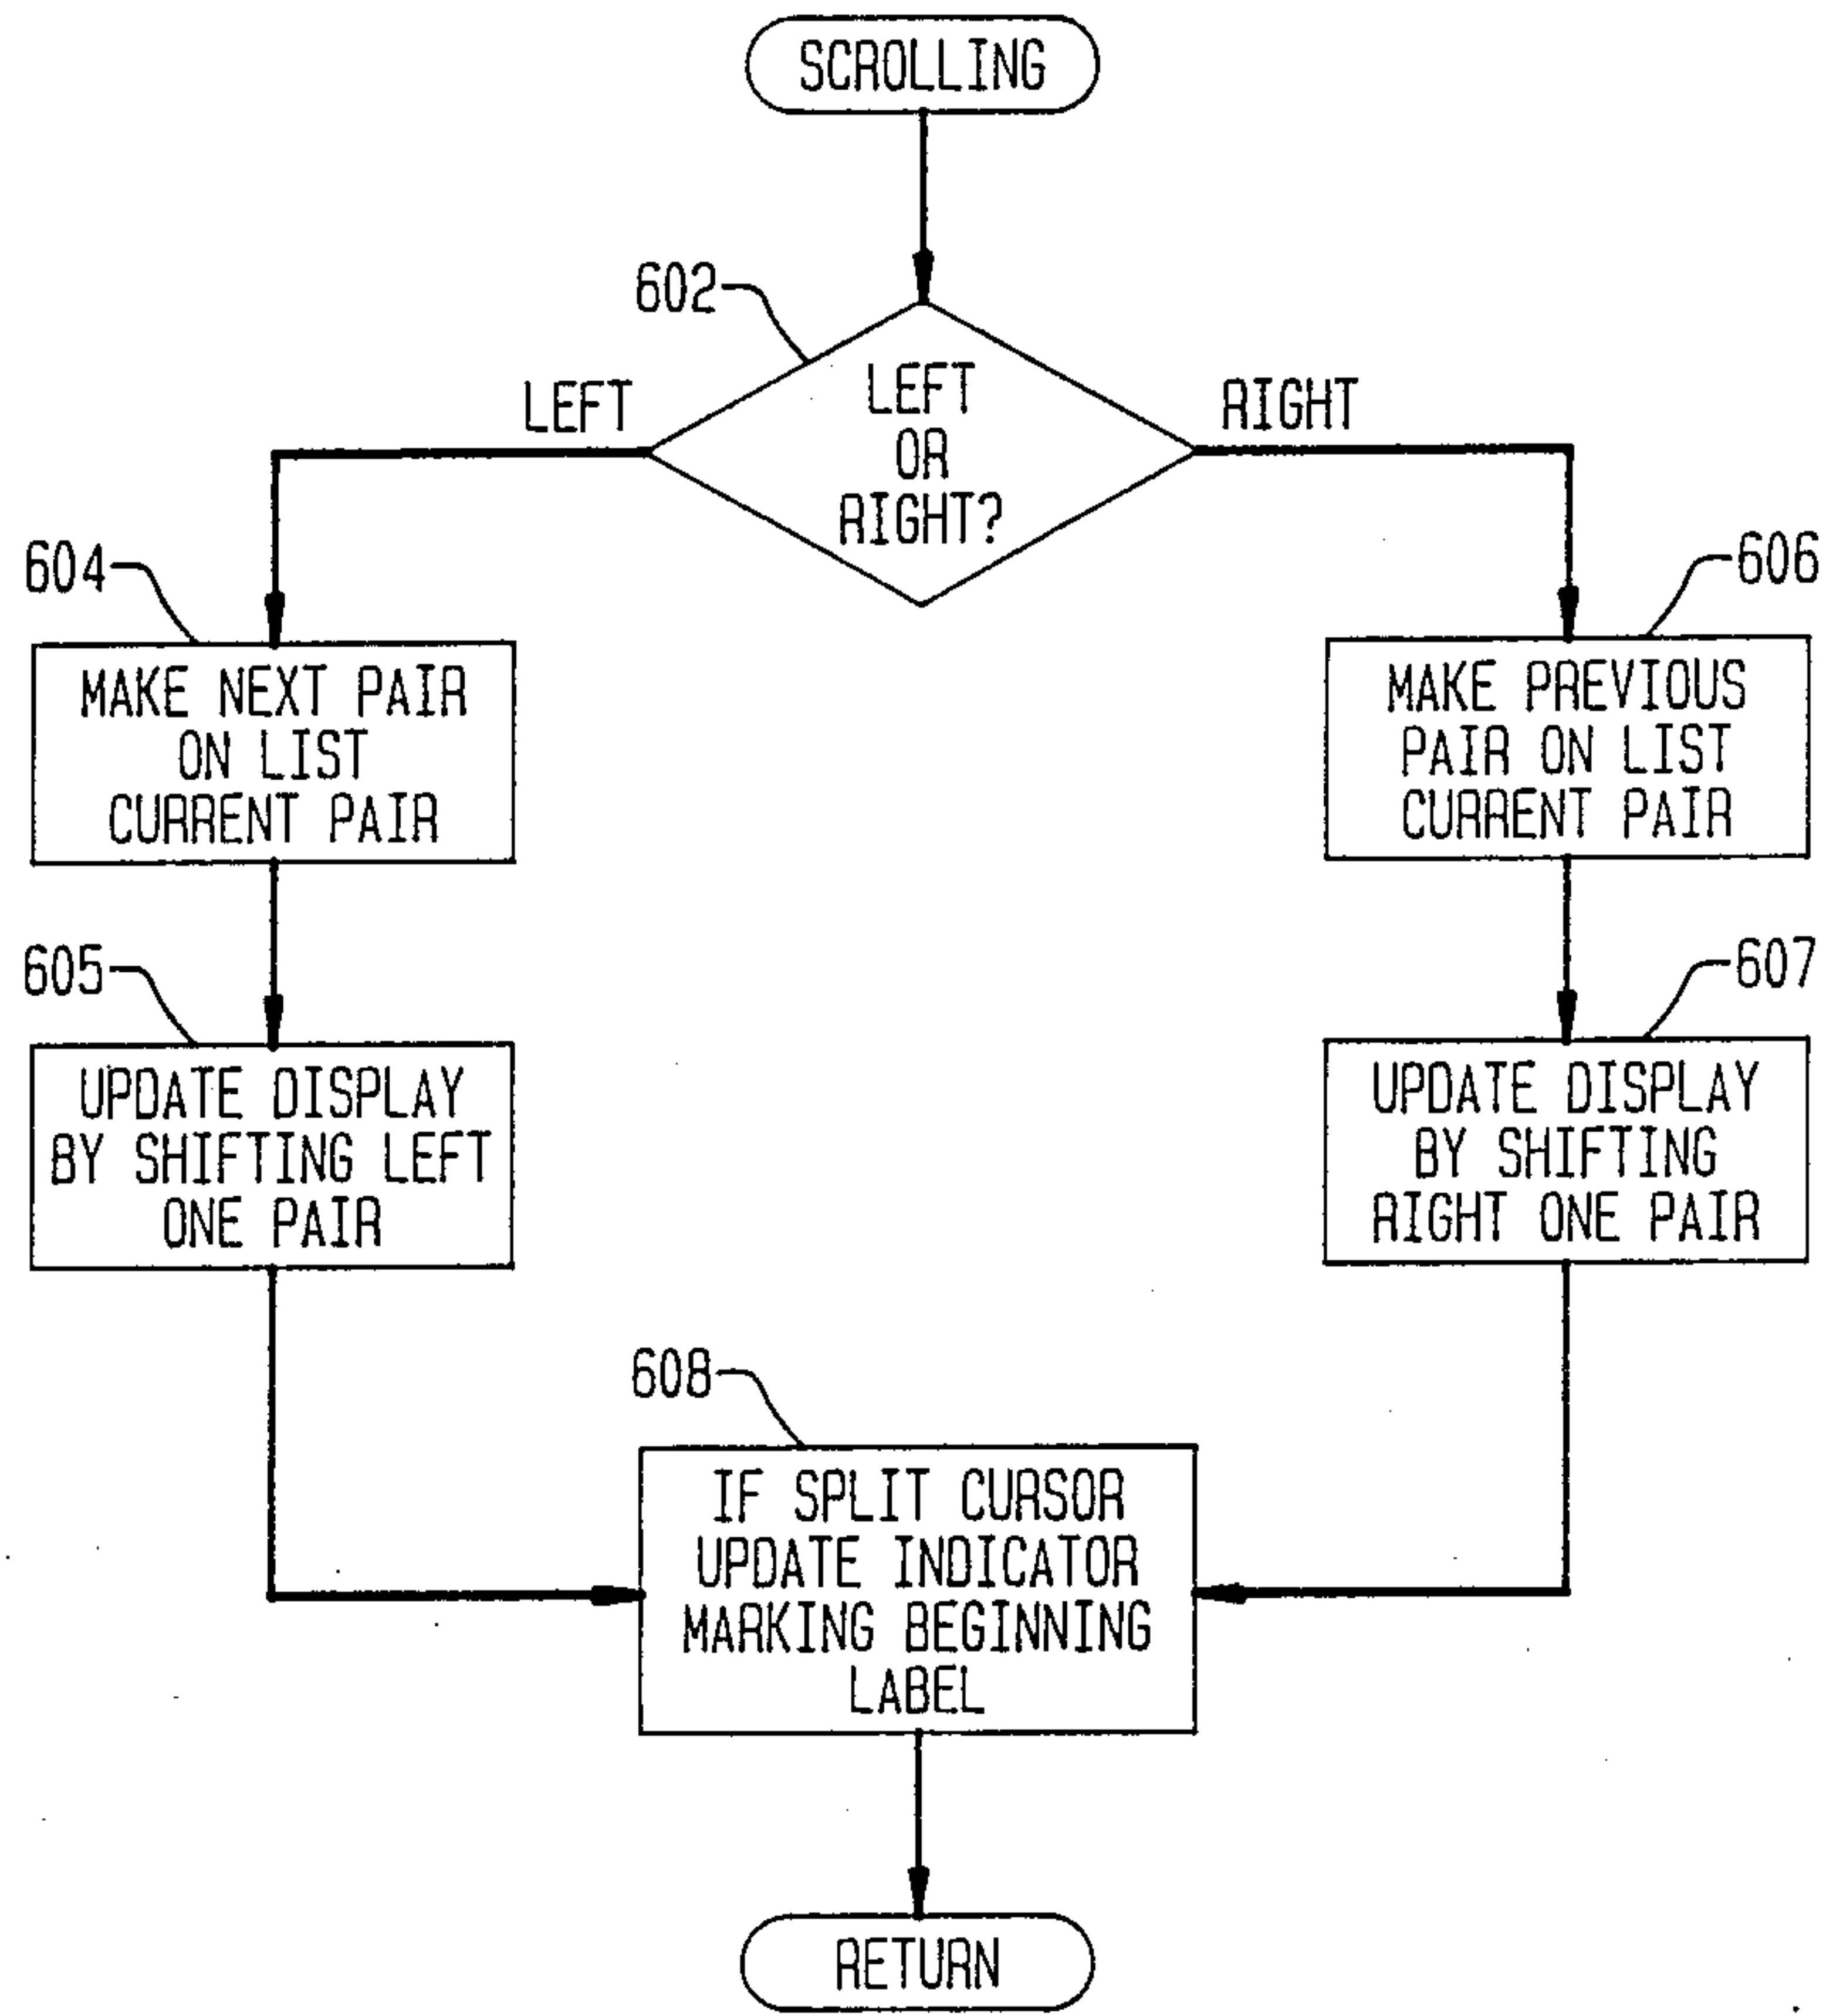 SCROLLING
602
LEFT
OR
RIGHT?
LEFT
RIGHT
604
MAKE NEXT PAIR
ON LIST
CURRENT PAIR
606
MAKE PREVIOUS
PAIR ON LIST
CURRENT PAIR
605
UPDATE DISPLAY
BY SHIFTING LEFT
ONE PAIR
607
UPDATE DISPLAY
BY SHIFTING
RIGHT ONE PAIR
608
IF SPLIT CURSOR
UPDATE INDICATOR
MARKING BEGINNING
LABEL
RETURN